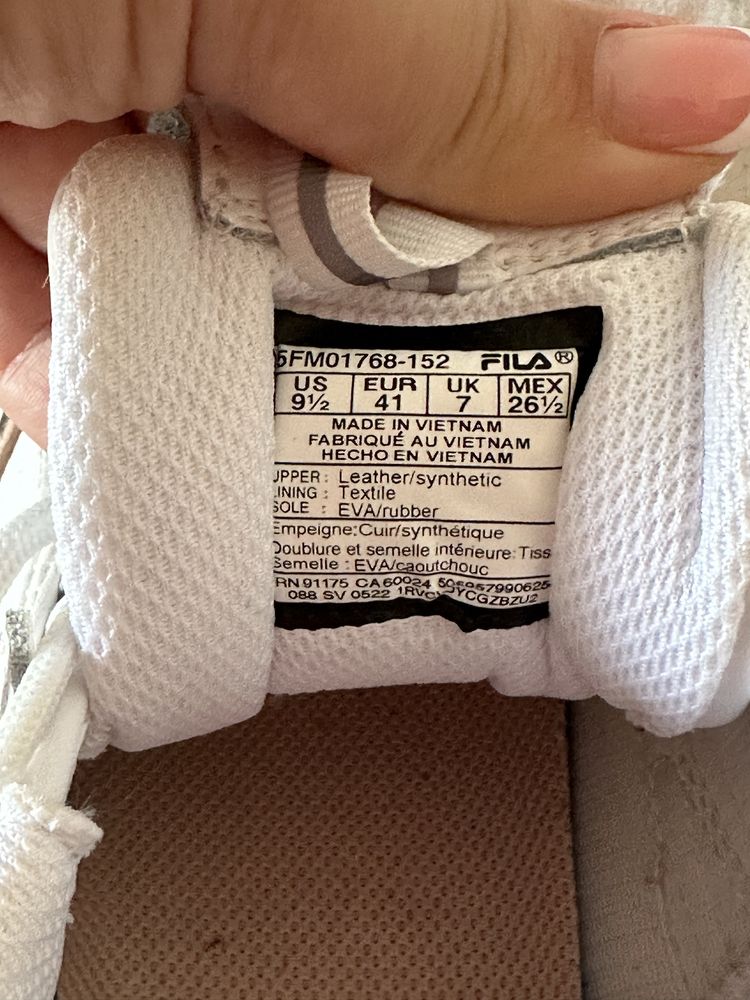 5FM01768-152 FILA®
US EUR UK MEX
9½ 41 7 26½
MADE IN VIETNAM
FABRIQUÉ AU VIETNAM
HECHO EN VIETNAM
UPPER: Leather/synthetic
LINING: Textile
SOLE: EVA/rubber
Empeigne:Cuir/synthétique
Doublure et semelle intérieure: Tiss
Semelle: EVA/caoutchouc
RN 91175 CA 60024
088 SV 0522